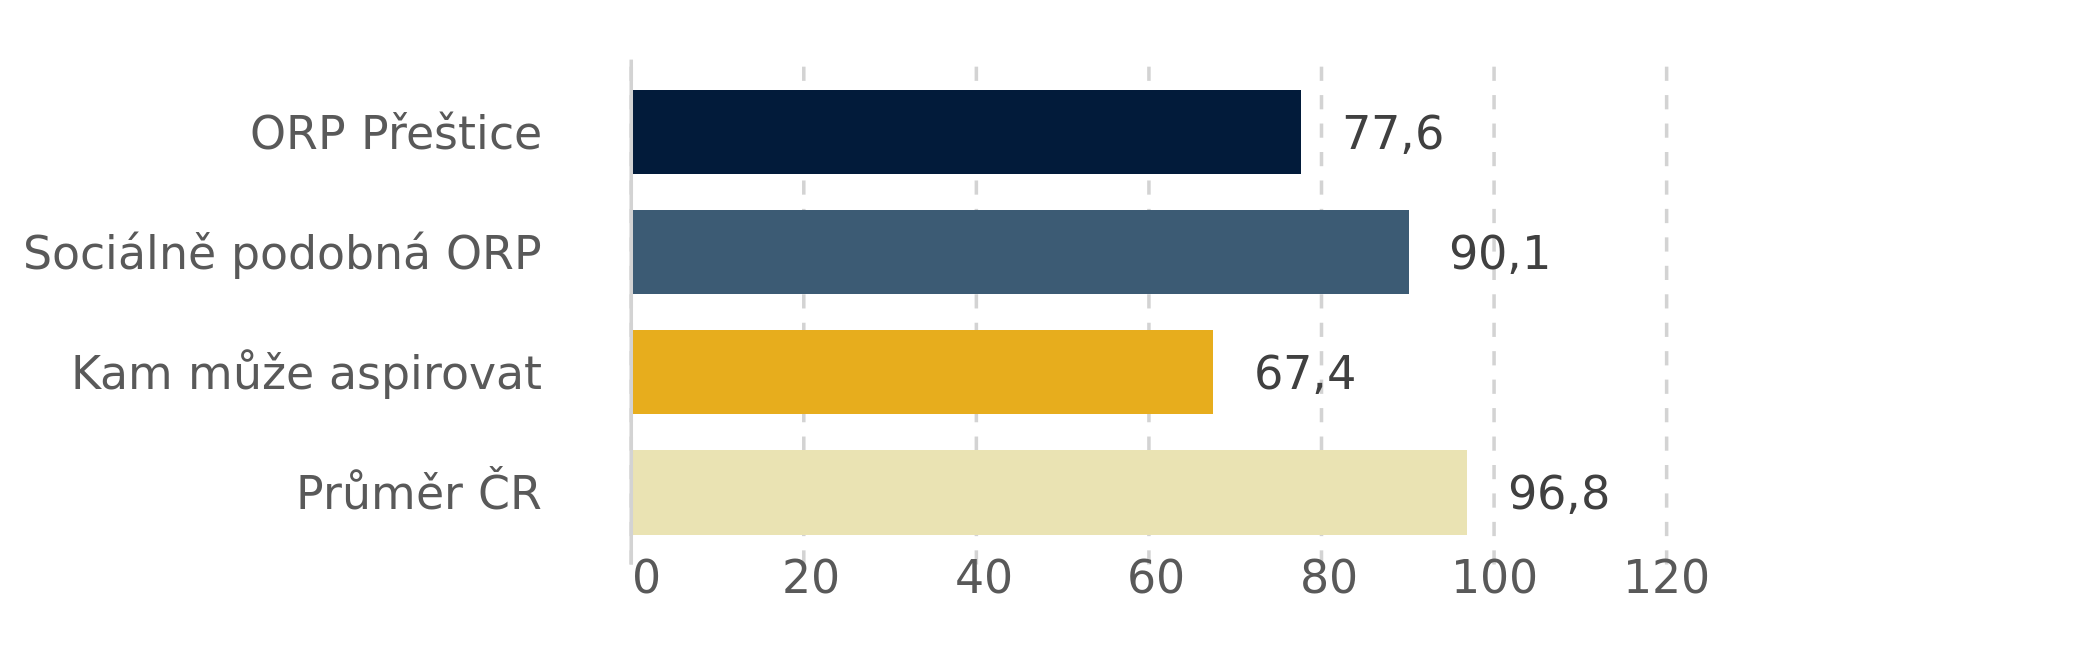 ORP Přeštice
77,6
Sociálně podobná ORP
90,1
Kam může aspirovat
67,4
Průměr ČR
96,8
0 20 40 60 80 100 120